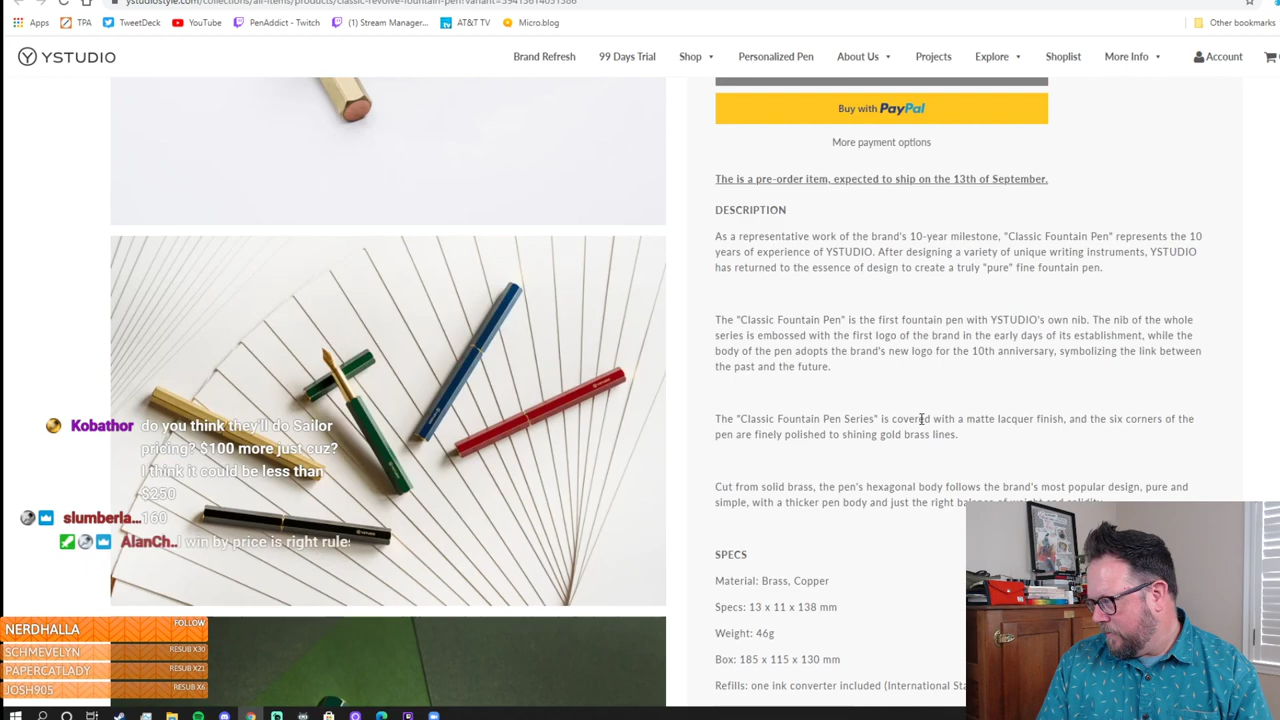 ystudiostyle.com/collections/all-items/products/classic-revolve-fountain-pen?variant=39413614051386
Apps TPA TweetDeck YouTube PenAddict - Twitch (1) Stream Manager... AT&T TV Micro.blog Other bookmarks
YSTUDIO Brand Refresh 99 Days Trial Shop About Us Personalized Pen Projects Explore Shoplist More Info Account
Buy with PayPal
More payment options
The is a pre-order item, expected to ship on the 13th of September.
DESCRIPTION
As a representative work of the brand's 10-year milestone, "Classic Fountain Pen" represents the 10
years of experience of YSTUDIO. After designing a variety of unique writing instruments, YSTUDIO
has returned to the essence of design to create a truly "pure" fine fountain pen.
The "Classic Fountain Pen" is the first fountain pen with YSTUDIO's own nib. The nib of the whole
series is embossed with the first logo of the brand in the early days of its establishment, while the
body of the pen adopts the brand's new logo for the 10th anniversary, symbolizing the link between
the past and the future.
The "Classic Fountain Pen Series" is covered with a matte lacquer finish, and the six corners of the
pen are finely polished to shining gold brass lines.
Cut from solid brass, the pen's hexagonal body follows the brand's most popular design, pure and
simple, with a thicker pen body and just the right balance of weight and solidity.
SPECS
Material: Brass, Copper
Specs: 13 x 11 x 138 mm
Weight: 46g
Box: 185 x 115 x 130 mm
Refills: one ink converter included (International Sta
Kobathor do you think they'll do Sailor
pricing? $100 more just cuz?
I think it could be less than
$250
slumberla... 160
AlanCh.. I win by price is right rules
NERDHALLA FOLLOW
SCHMEVELYN RESUB X30
PAPERCATLADY RESUB X21
JOSH905 RESUB X6